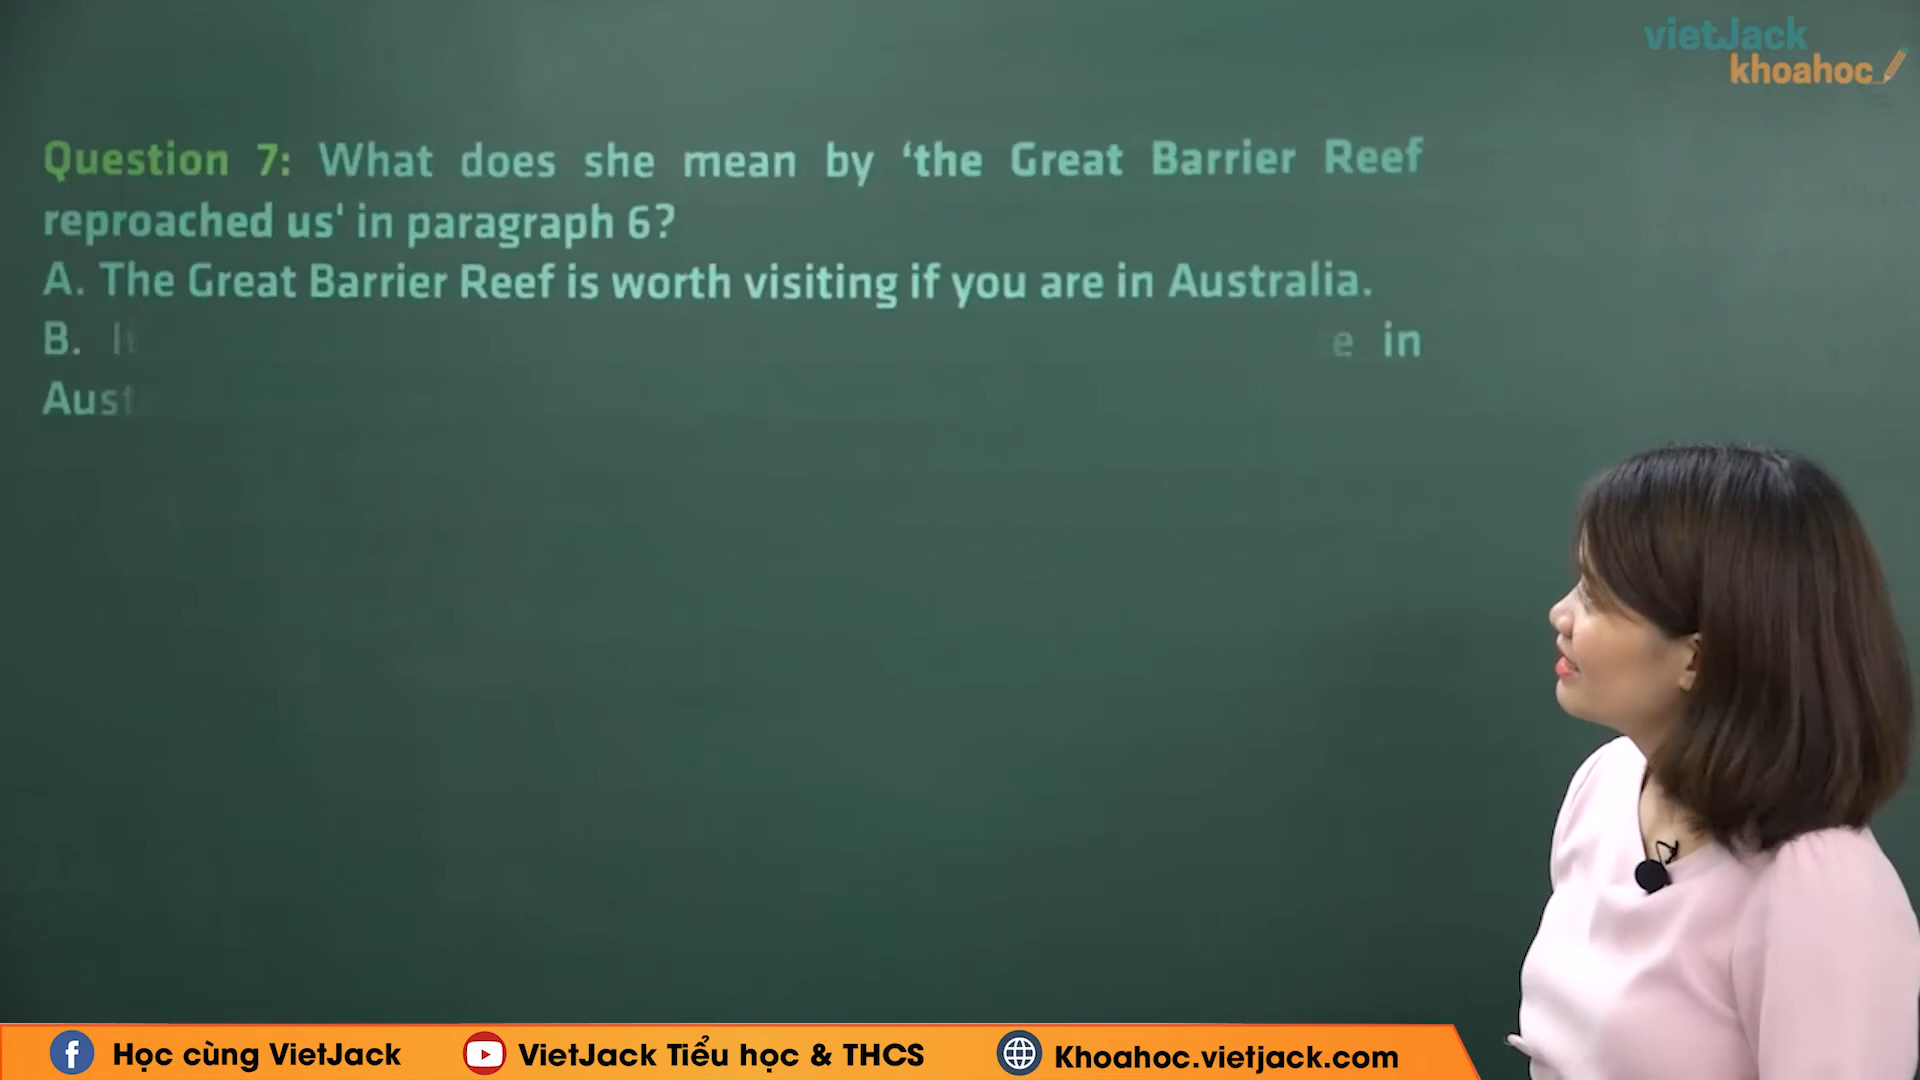 vietJack
khoahoc
Question 7: What does she mean by ‘the Great Barrier Reef
reproached us' in paragraph 6?
A. The Great Barrier Reef is worth visiting if you are in Australia.
B. in
Học cùng VietJack
VietJack Tiểu học & THCS
Khoahoc.vietjack.com